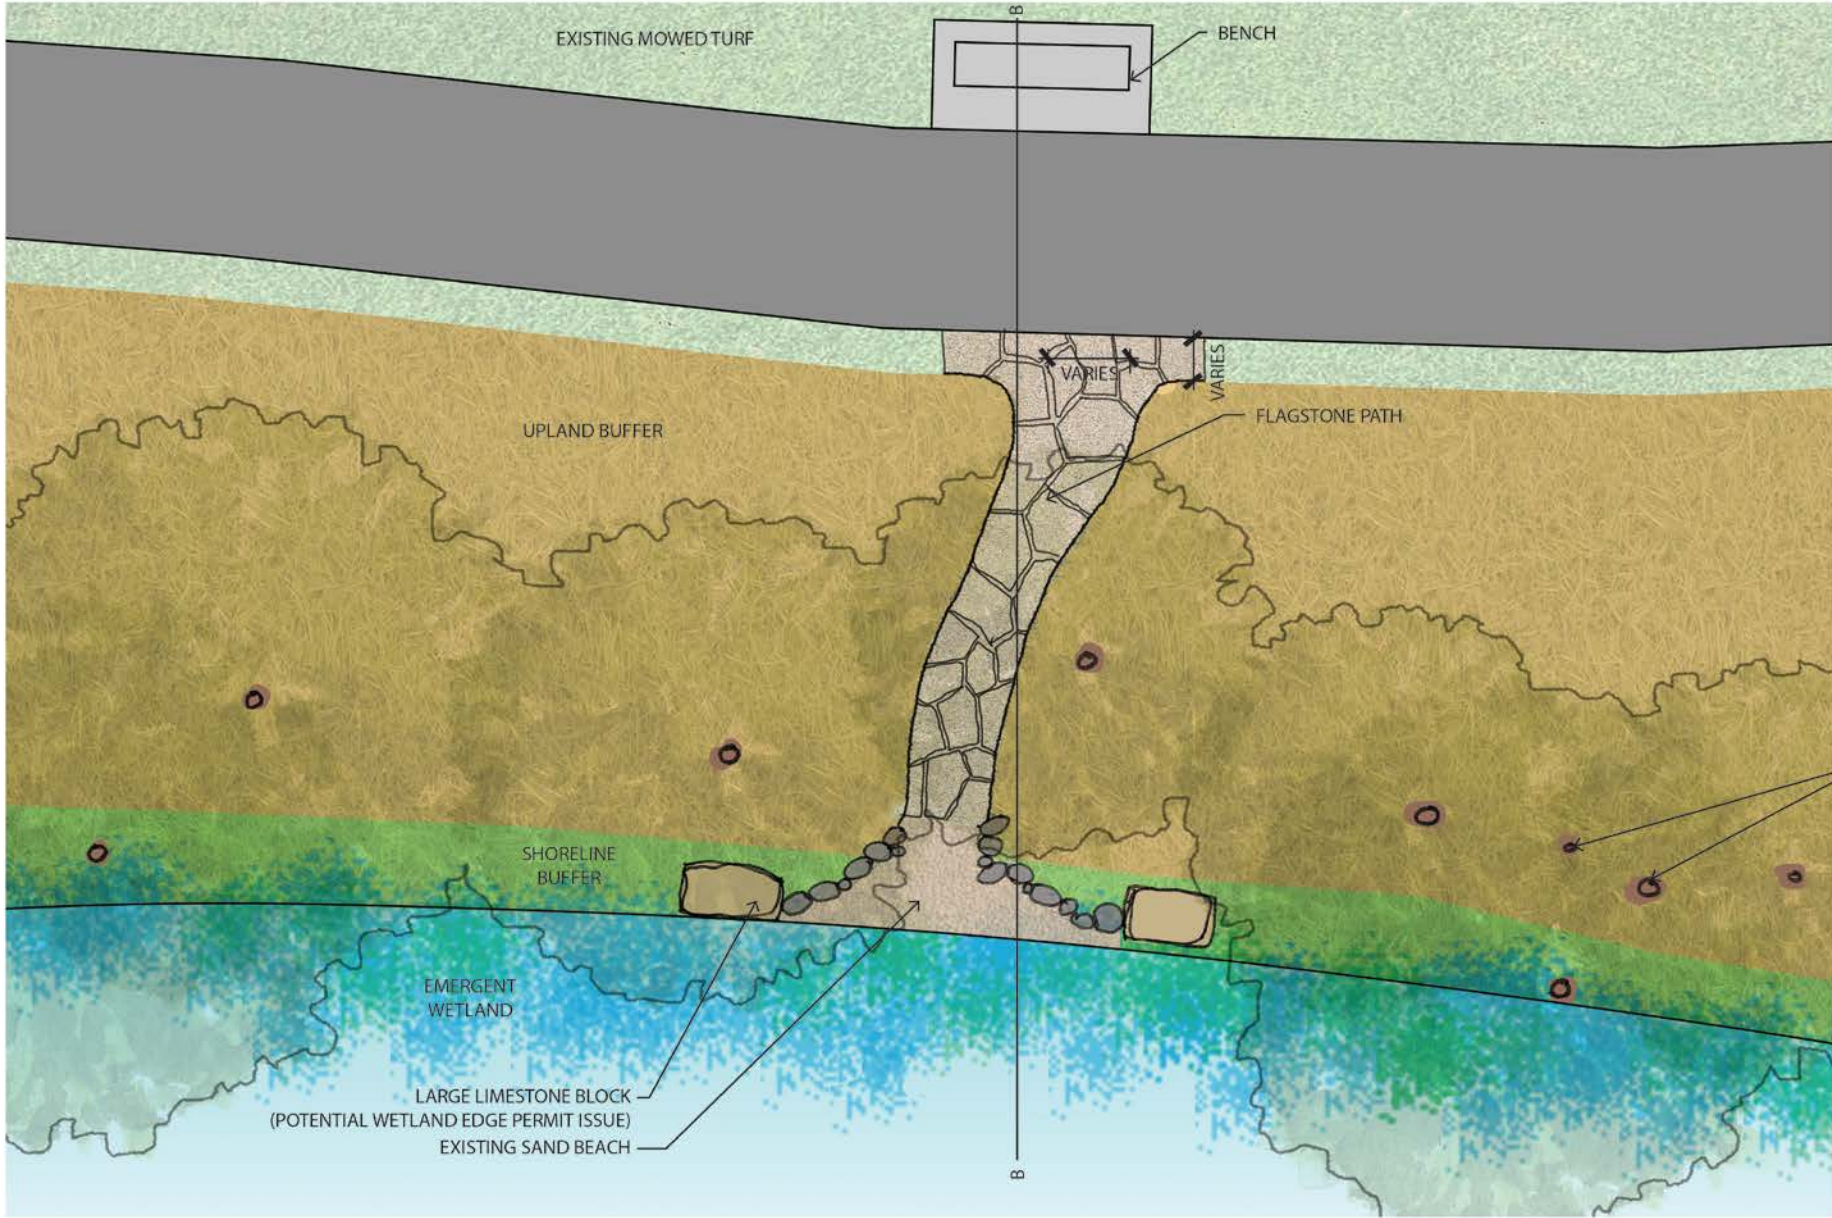 B
EXISTING MOWED TURF
BENCH
VARIES
VARIES
FLAGSTONE PATH
UPLAND BUFFER
SHORELINE
BUFFER
EMERGENT
WETLAND
LARGE LIMESTONE BLOCK
(POTENTIAL WETLAND EDGE PERMIT ISSUE)
EXISTING SAND BEACH
B